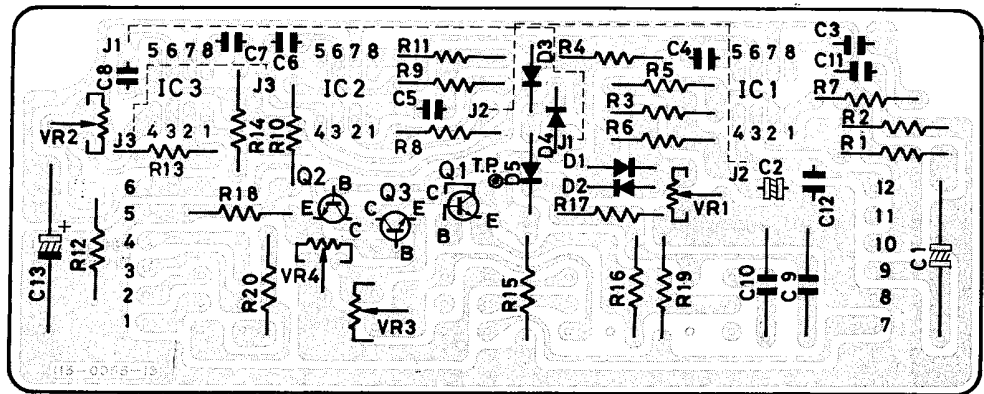 J1
5 6 7 8
C7
C6
5 6 7 8
R11
D3
R4
C4
5 6 7 8
C3
C8
IC3
J3
IC2
R9
R5
IC1
C11
R7
C5
J2
R3
VR2
R14
R10
D4
J1
R6
R2
J3
4 3 2 1
4 3 2 1
R8
4 3 2 1
R1
R13
Q2
Q1
T.P.
D5
D1
J2
C2
6
B
Q3
C
D2
12
R18
E
C
E
R17
VR1
C12
5
C
B
E
11
+
4
B
10
C13
R12
R20
VR4
R15
R16
R19
C10
C9
C1
3
9
2
VR3
8
1
7